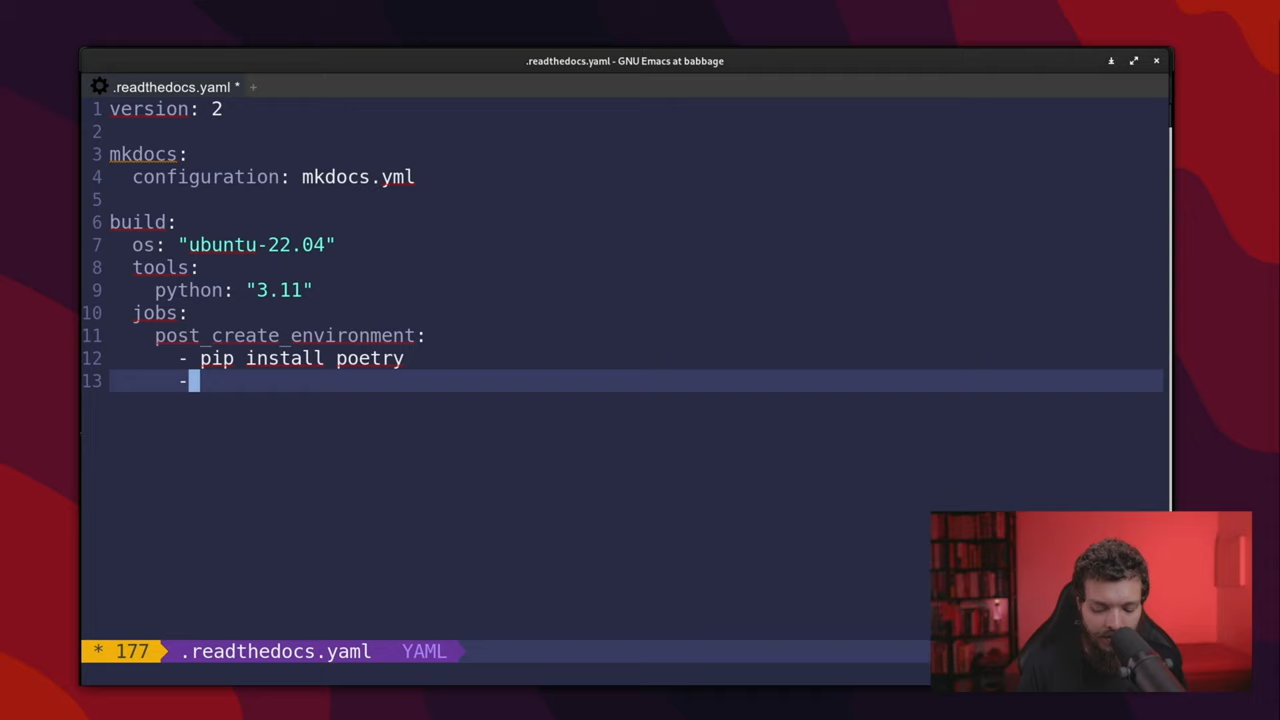 .readthedocs.yaml - GNU Emacs at babbage
.readthedocs.yaml * +
1 version: 2
2
3 mkdocs:
4 configuration: mkdocs.yml
5
6 build:
7 os: "ubuntu-22.04"
8 tools:
9 python: "3.11"
10 jobs:
11 post_create_environment:
12 - pip install poetry
13 -
* 177 .readthedocs.yaml YAML